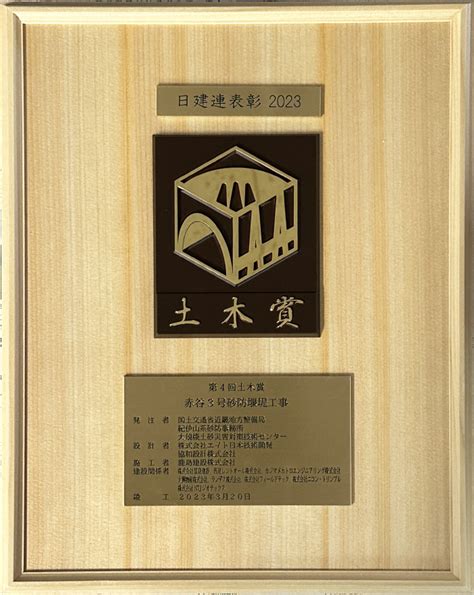 日建連表彰 2023
土木賞
第4回土木賞
赤谷3号砂防堰堤工事
発注者 国土交通省近畿地方整備局
紀伊山系砂防事務所
大規模土砂災害対策技術センター
設計者 株式会社エイト日本技術開発
協和設計株式会社
施工者 鹿島建設株式会社
建設関係者
竣工 2023年3月20日